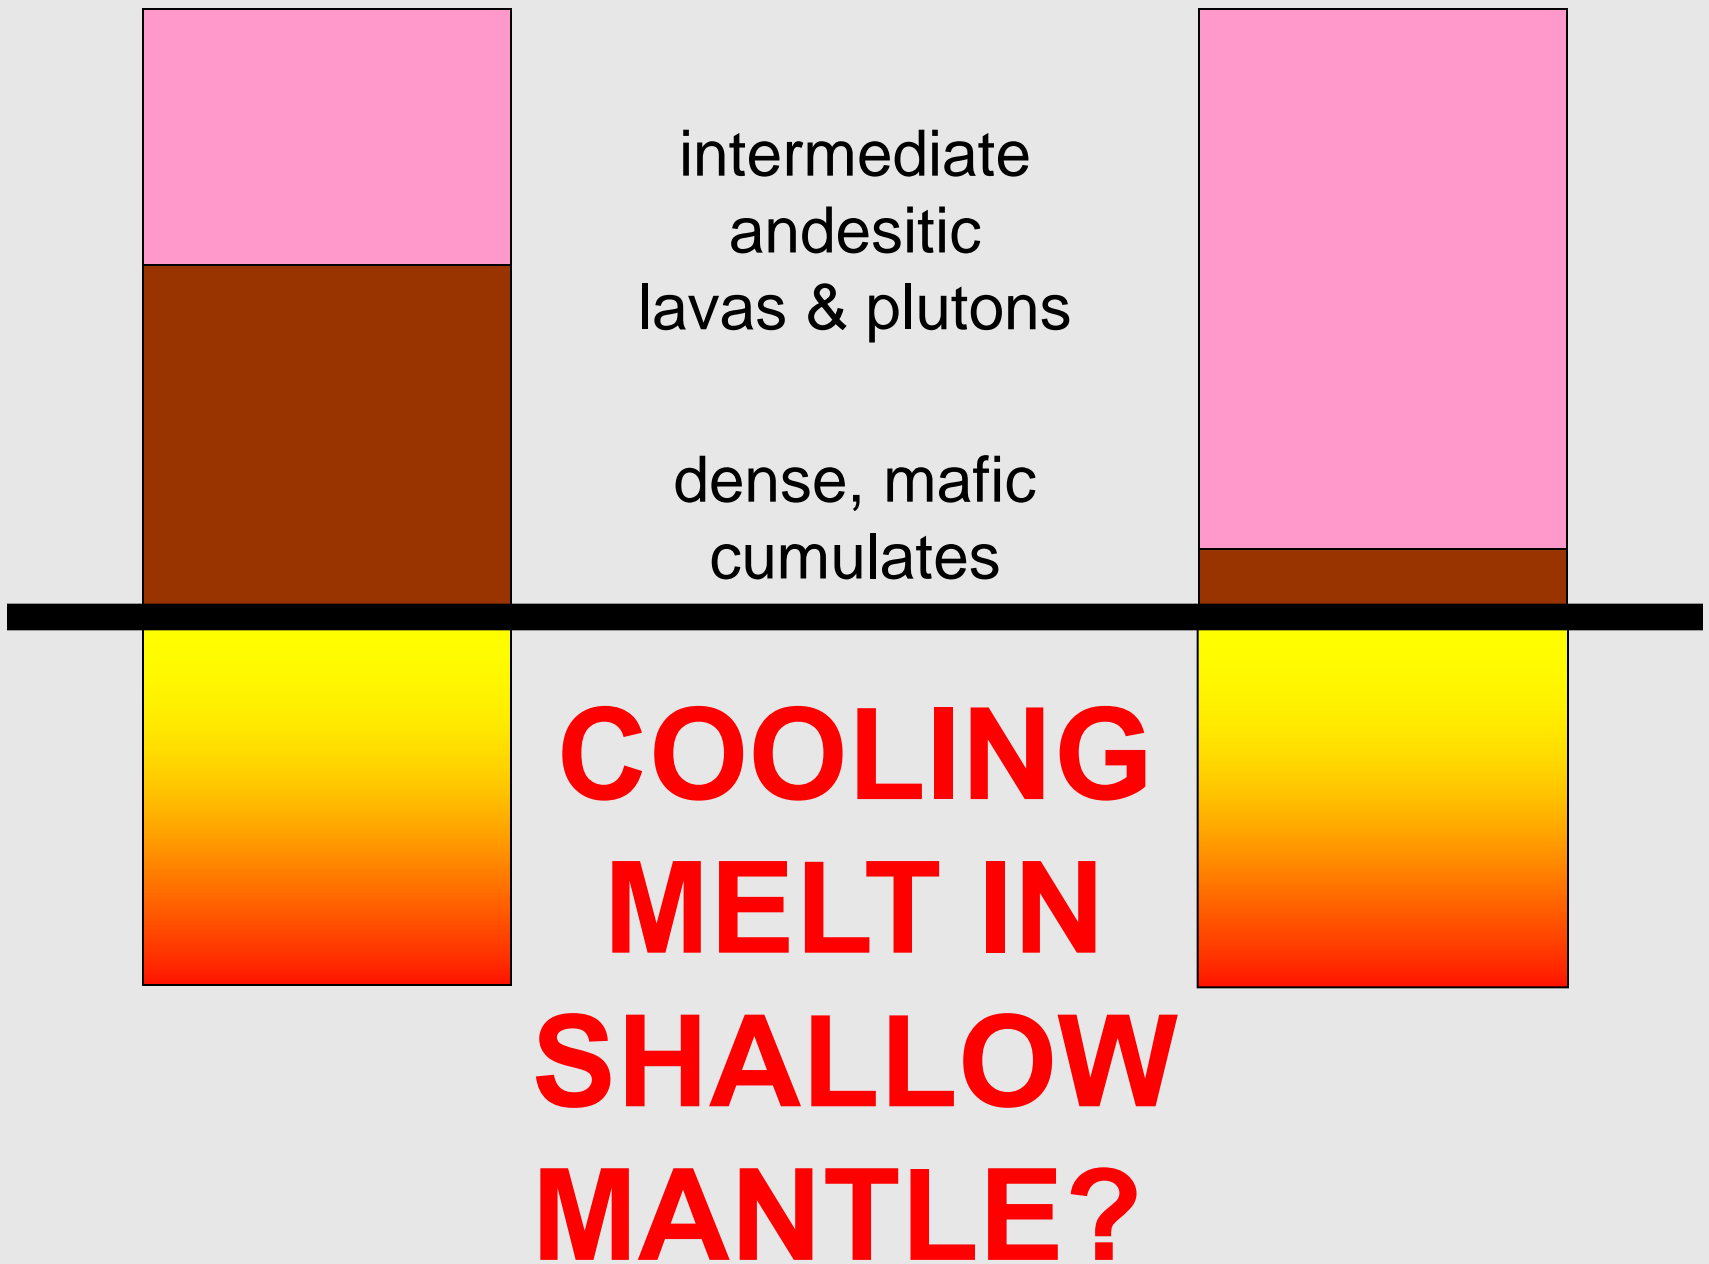 intermediate
andesitic
lavas & plutons
dense, mafic
cumulates
COOLING
MELT IN
SHALLOW
MANTLE?